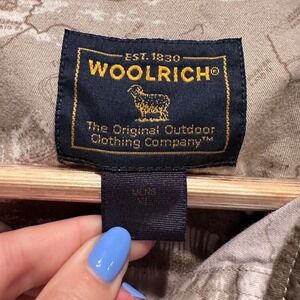 EST. 1830
WOOLRICH®
The Original Outdoor
Clothing Company™
MENS
XL